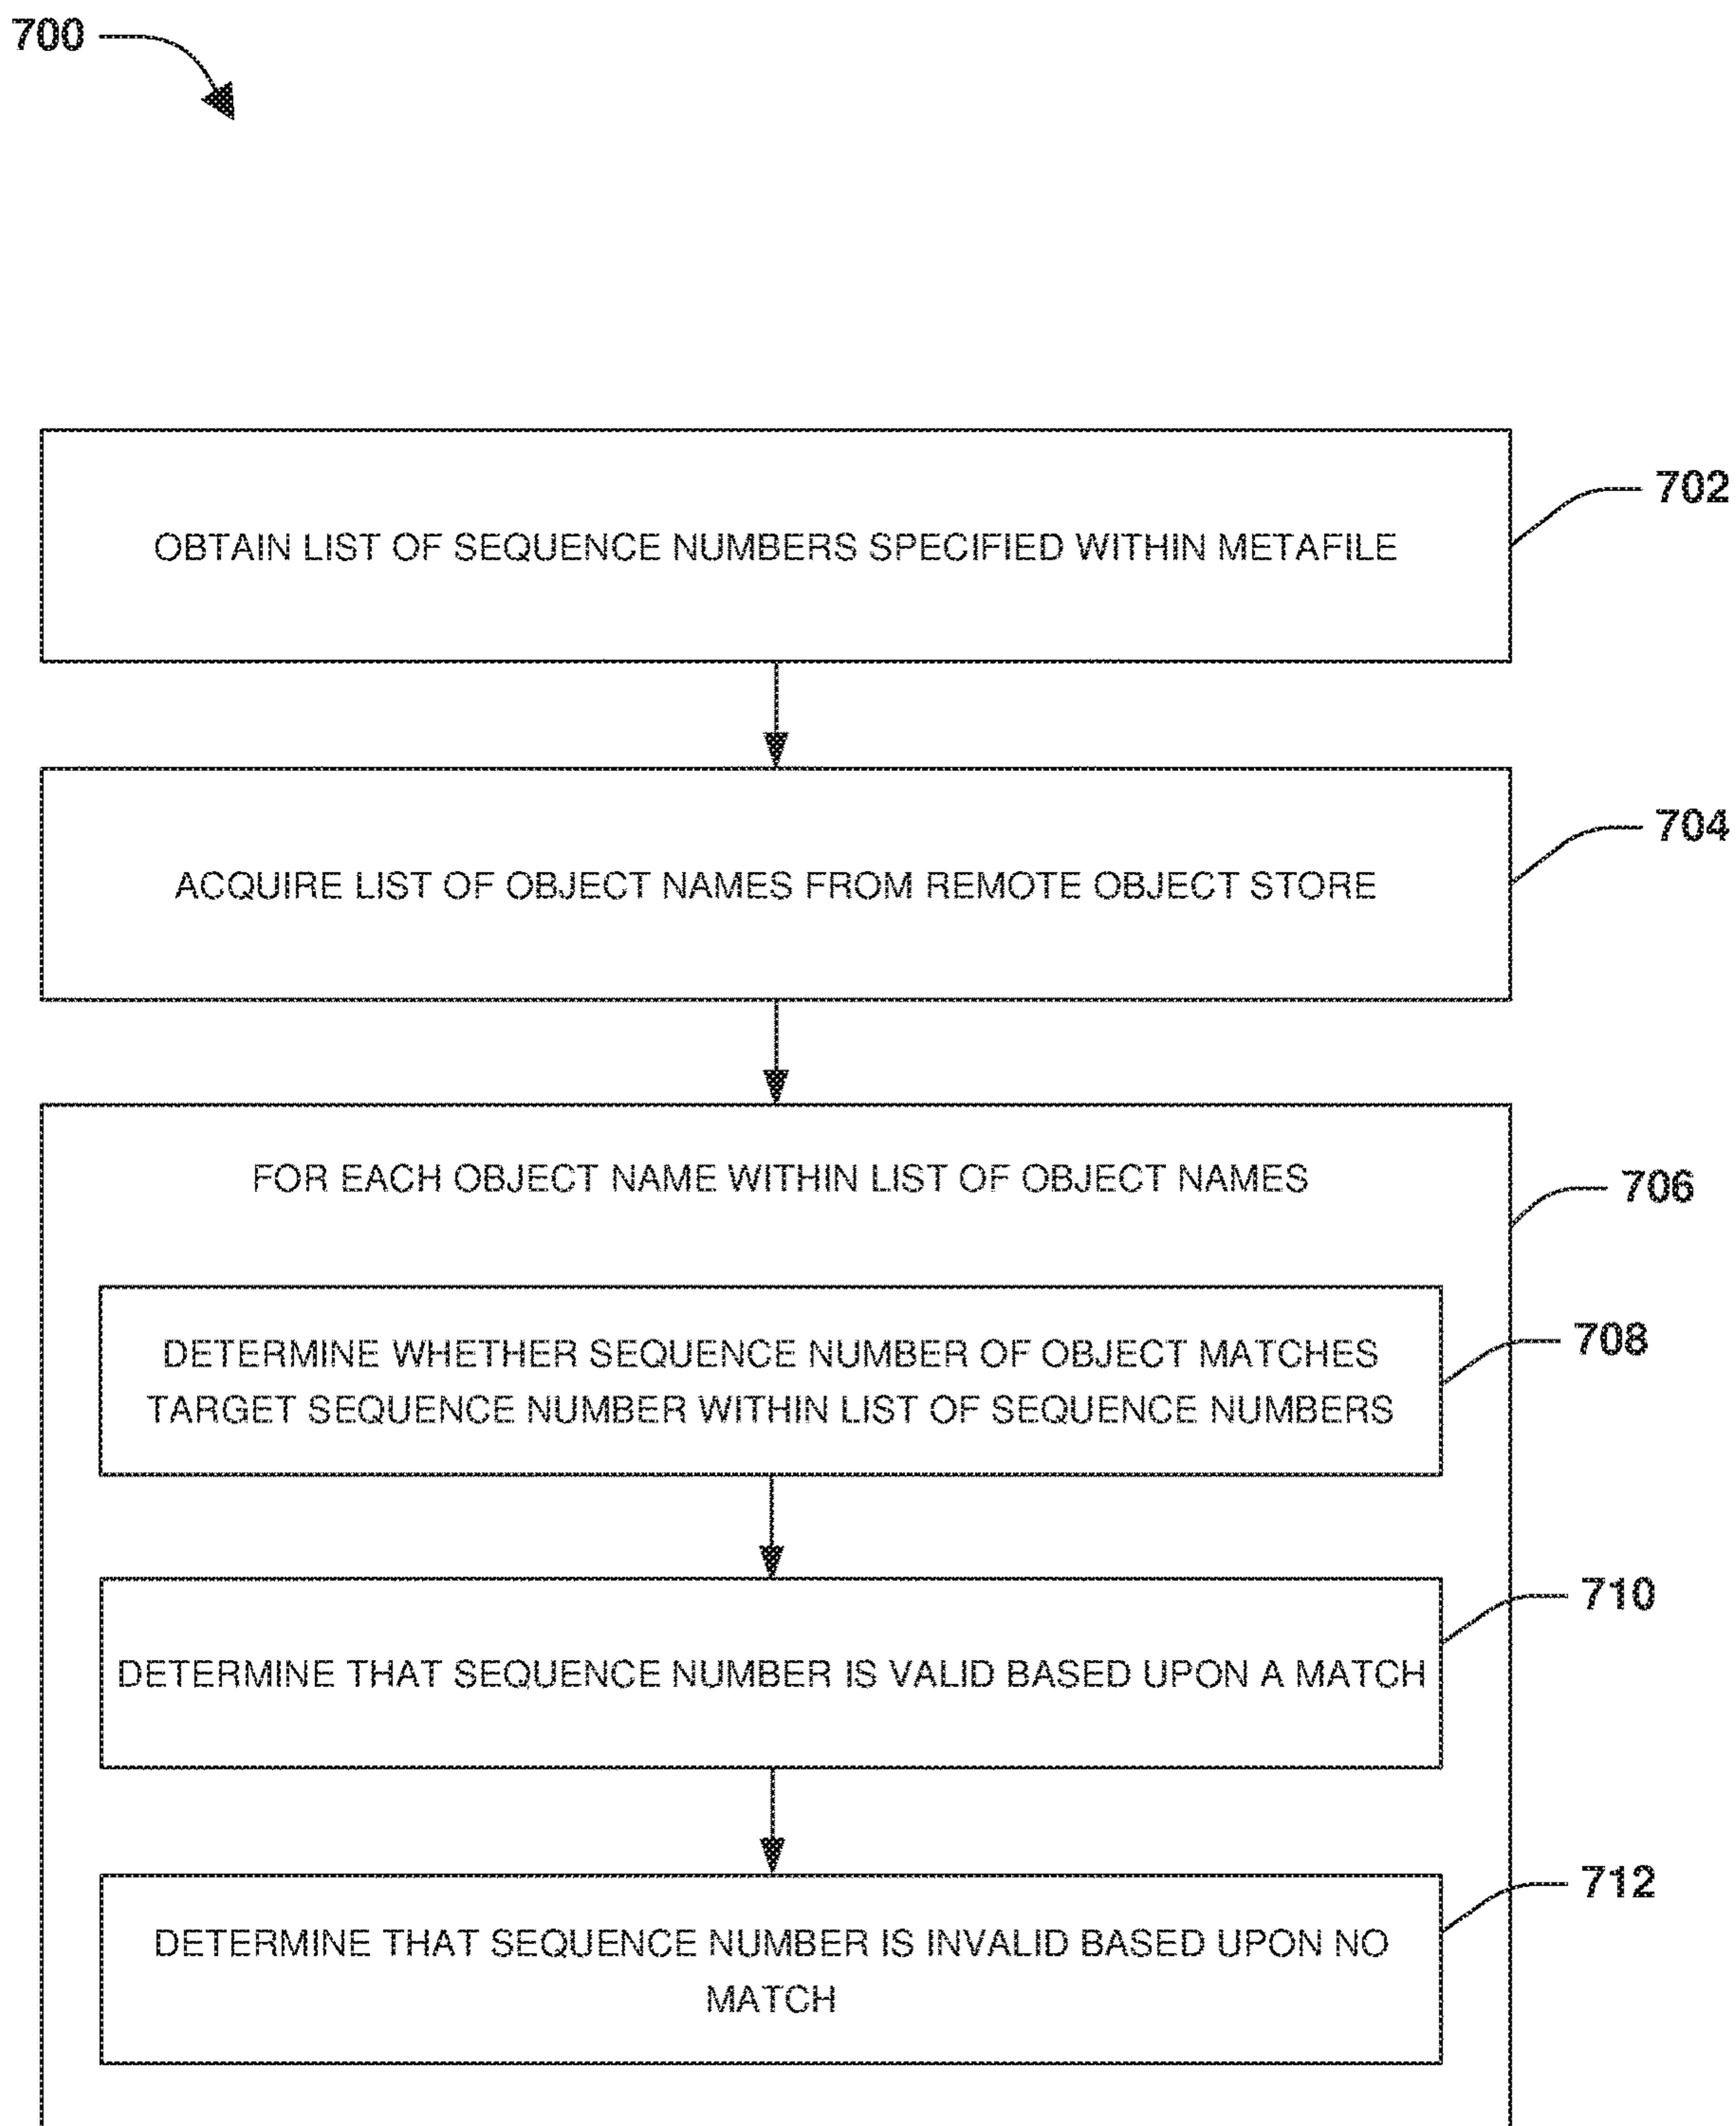 700
OBTAIN LIST OF SEQUENCE NUMBERS SPECIFIED WITHIN METAFILE
702
ACQUIRE LIST OF OBJECT NAMES FROM REMOTE OBJECT STORE
704
FOR EACH OBJECT NAME WITHIN LIST OF OBJECT NAMES
706
DETERMINE WHETHER SEQUENCE NUMBER OF OBJECT MATCHES
TARGET SEQUENCE NUMBER WITHIN LIST OF SEQUENCE NUMBERS
708
DETERMINE THAT SEQUENCE NUMBER IS VALID BASED UPON A MATCH
710
DETERMINE THAT SEQUENCE NUMBER IS INVALID BASED UPON NO
MATCH
712